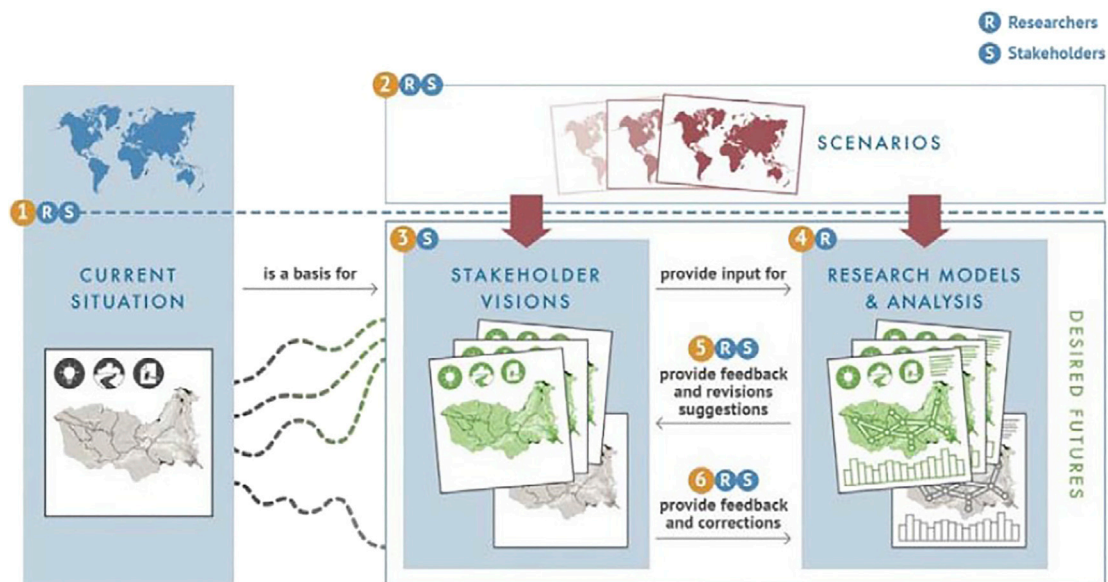 R Researchers
S Stakeholders
2 R S
SCENARIOS
1 R S
CURRENT
SITUATION
is a basis for
3 S
STAKEHOLDER
VISIONS
provide input for
4 R
RESEARCH MODELS
& ANALYSIS
5 R S
provide feedback
and revisions
suggestions
6 R S
provide feedback
and corrections
DESIRED FUTURES